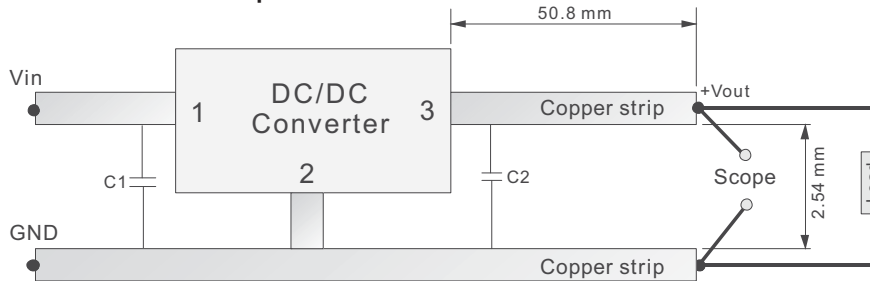 50.8 mm
Vin
DC/DC
Converter
1
3
2
Copper strip
+Vout
C1
C2
Scope
2.54 mm
GND
Copper strip